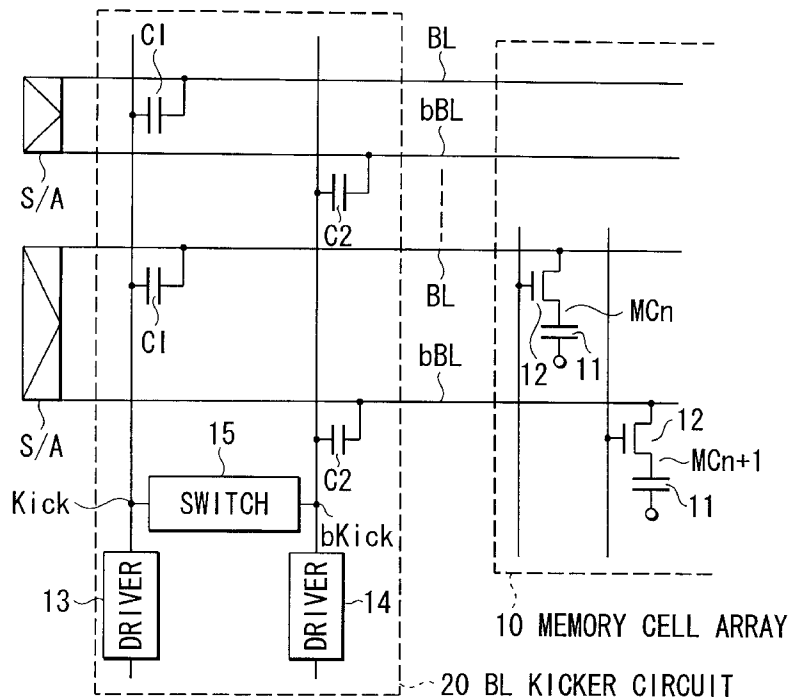 C1
BL
bBL
S/A
C2
C1
BL
MCn
12
11
bBL
S/A
15
C2
12
MCn+1
Kick
SWITCH
11
bKick
13
DRIVER
DRIVER
14
10 MEMORY CELL ARRAY
20 BL KICKER CIRCUIT